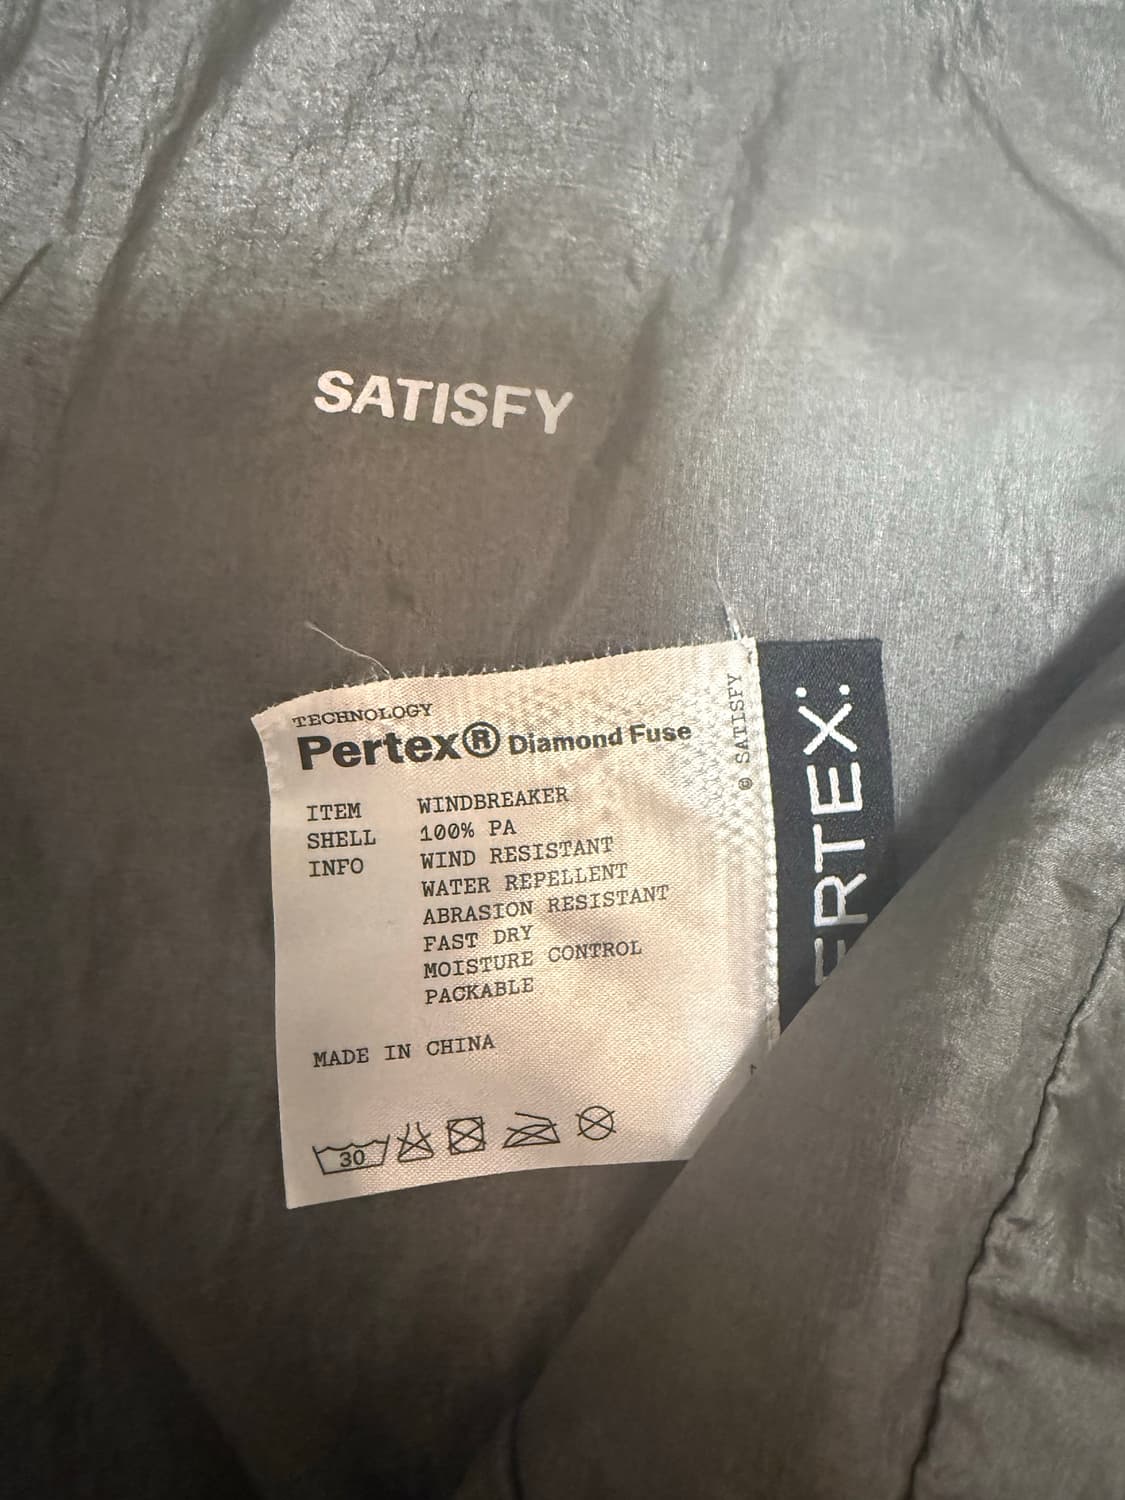 SATISFY
TECHNOLOGY
Pertex® Diamond Fuse
ITEM WINDBREAKER
SHELL 100% PA
INFO WIND RESISTANT
WATER REPELLENT
ABRASION RESISTANT
FAST DRY
MOISTURE CONTROL
PACKABLE
MADE IN CHINA
30
© SATISFY
ERTEX: